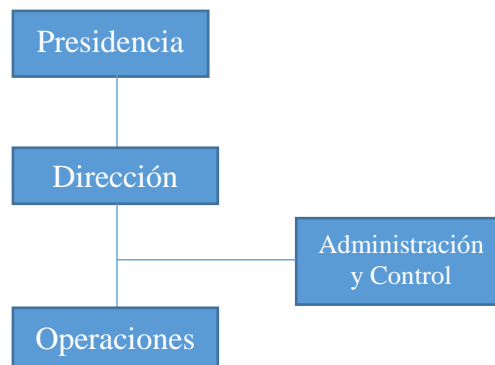 Presidencia
Dirección
Administración
y Control
Operaciones